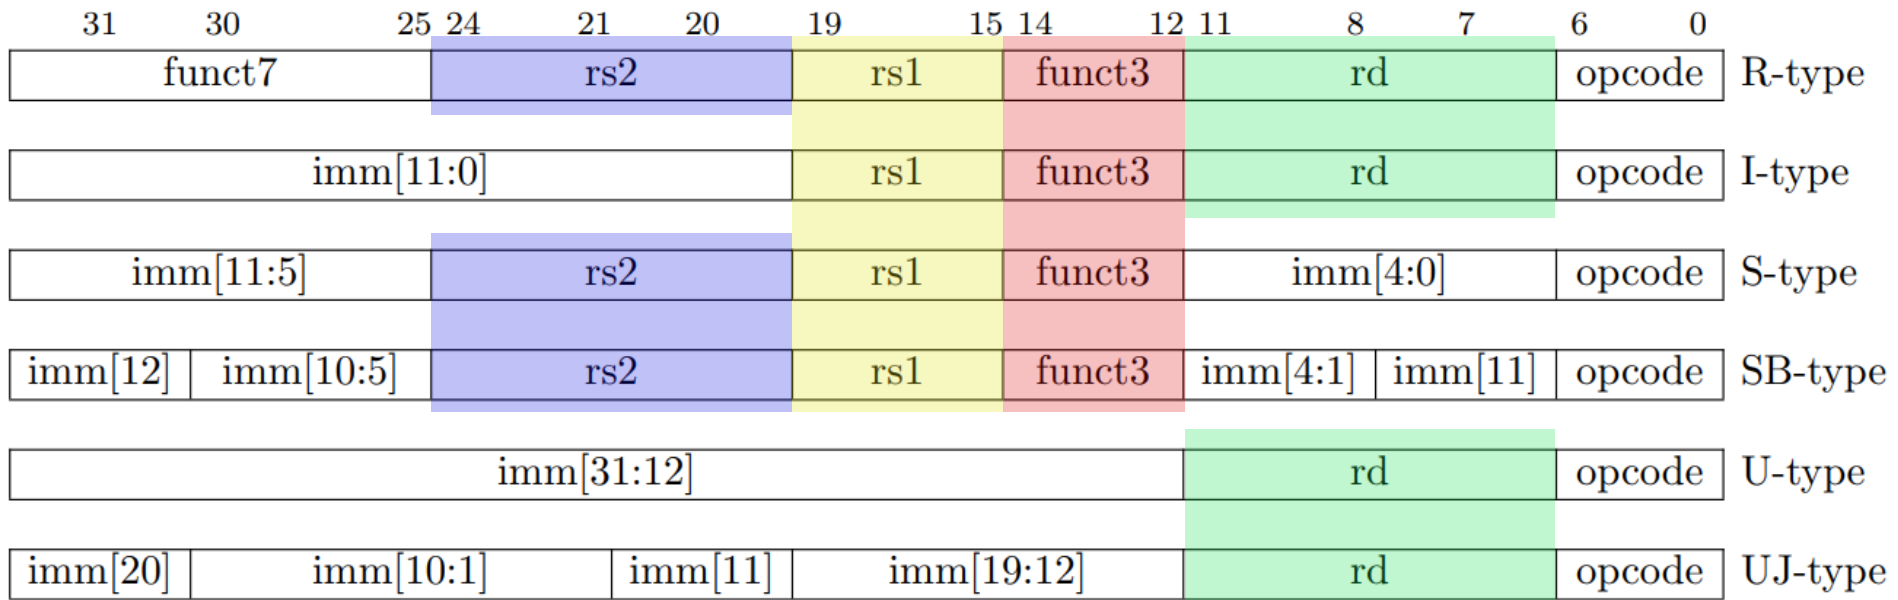 31 30 25 24 21 20 19 15 14 12 11 8 7 6 0
funct7 rs2 rs1 funct3 rd opcode R-type
imm[11:0] rs1 funct3 rd opcode I-type
imm[11:5] rs2 rs1 funct3 imm[4:0] opcode S-type
imm[12] imm[10:5] rs2 rs1 funct3 imm[4:1] imm[11] opcode SB-type
imm[31:12] rd opcode U-type
imm[20] imm[10:1] imm[11] imm[19:12] rd opcode UJ-type